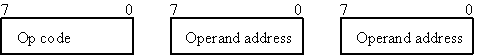 7 0 7 0 7 0
Op code Operand address Operand address